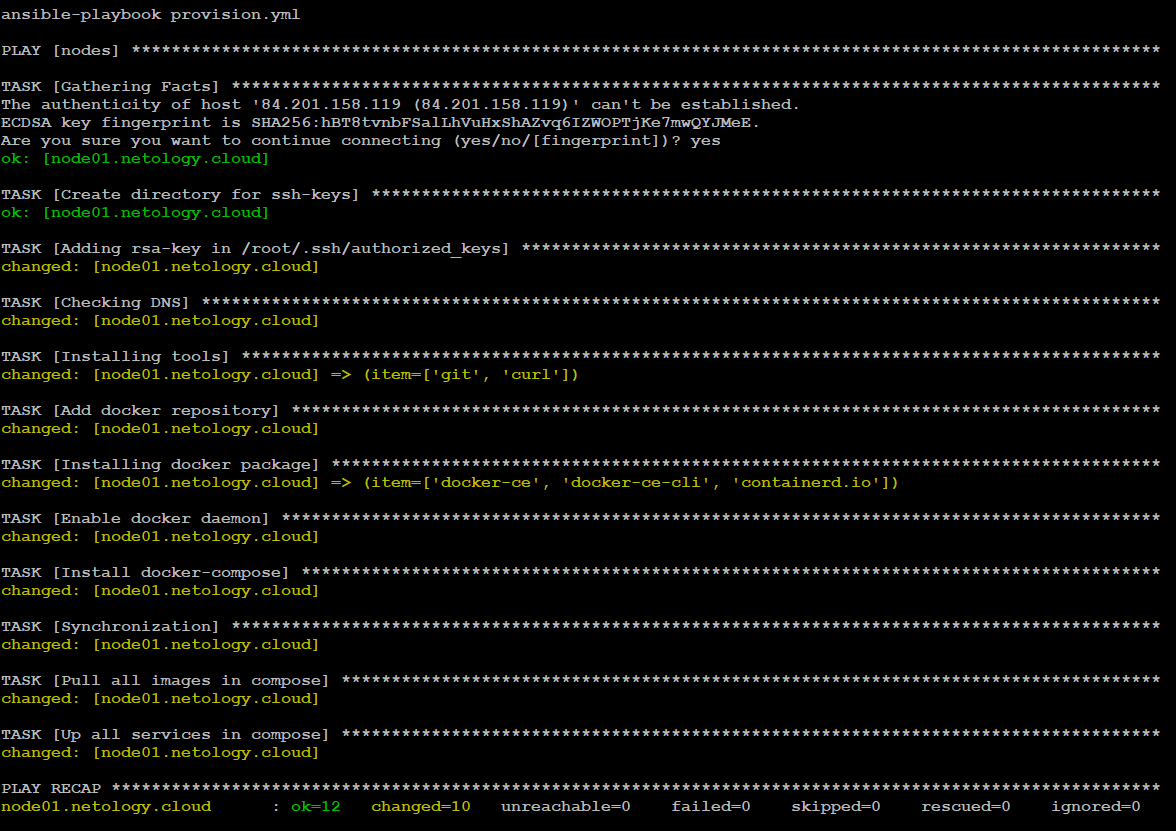 ansible-playbook provision.yml
PLAY [nodes] *******************************************************************************************************
TASK [Gathering Facts] *********************************************************************************************
The authenticity of host '84.201.158.119 (84.201.158.119)' can't be established.
ECDSA key fingerprint is SHA256:hBT8tvnbFSalLhVuHxShAZvq6IZWOPTjKe7mwQYJMeE.
Are you sure you want to continue connecting (yes/no/[fingerprint])? yes
ok: [node01.netology.cloud]
TASK [Create directory for ssh-keys] *******************************************************************************
ok: [node01.netology.cloud]
TASK [Adding rsa-key in /root/.ssh/authorized_keys] ****************************************************************
changed: [node01.netology.cloud]
TASK [Checking DNS] ************************************************************************************************
changed: [node01.netology.cloud]
TASK [Installing tools] ********************************************************************************************
changed: [node01.netology.cloud] => (item=['git', 'curl'])
TASK [Add docker repository] ***************************************************************************************
changed: [node01.netology.cloud]
TASK [Installing docker package] ***********************************************************************************
changed: [node01.netology.cloud] => (item=['docker-ce', 'docker-ce-cli', 'containerd.io'])
TASK [Enable docker daemon] ****************************************************************************************
changed: [node01.netology.cloud]
TASK [Install docker-compose] **************************************************************************************
changed: [node01.netology.cloud]
TASK [Synchronization] *********************************************************************************************
changed: [node01.netology.cloud]
TASK [Pull all images in compose] **********************************************************************************
changed: [node01.netology.cloud]
TASK [Up all services in compose] **********************************************************************************
changed: [node01.netology.cloud]
PLAY RECAP *********************************************************************************************************
node01.netology.cloud      : ok=12   changed=10   unreachable=0    failed=0    skipped=0    rescued=0    ignored=0